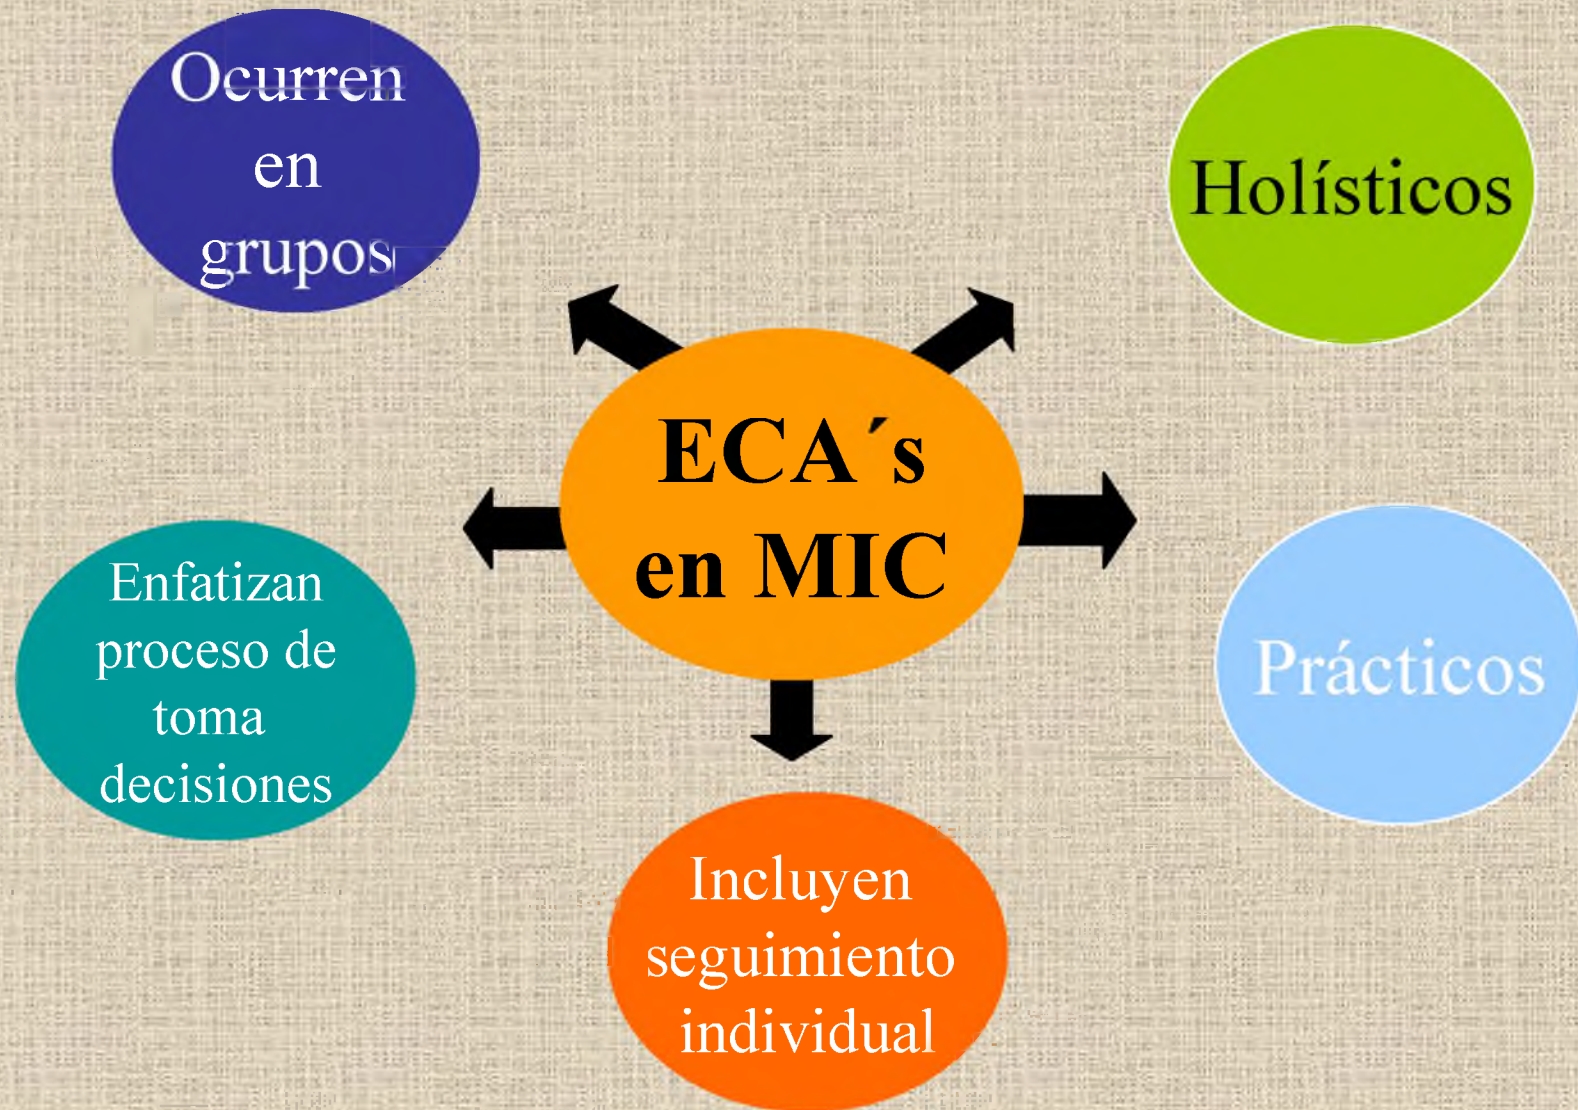 Ocurren
en
grupos
Holísticos
ECA´s
en MIC
Enfatizan
proceso de
toma
decisiones
Prácticos
Incluyen
seguimiento
individual